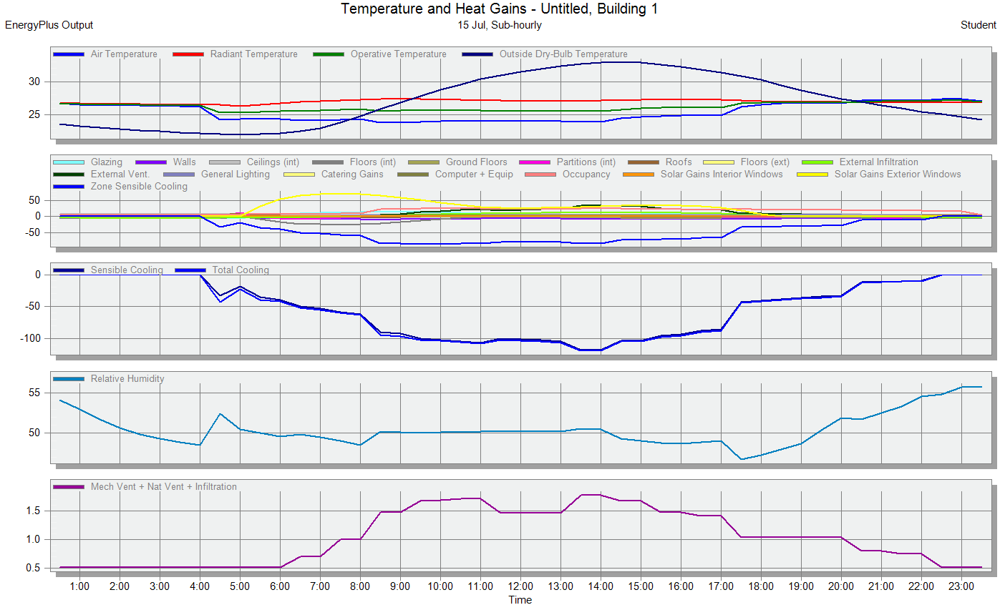 Temperature and Heat Gains - Untitled, Building 1
EnergyPlus Output 15 Jul, Sub-hourly Student
Air Temperature Radiant Temperature Operative Temperature Outside Dry-Bulb Temperature
30
25
Glazing Walls Ceilings (int) Floors (int) Ground Floors Partitions (int) Roofs Floors (ext) External Infiltration
External Vent. General Lighting Catering Gains Computer + Equip Occupancy Solar Gains Interior Windows Solar Gains Exterior Windows
Zone Sensible Cooling
50
0
-50
Sensible Cooling Total Cooling
0
-50
-100
Relative Humidity
55
50
Mech Vent + Nat Vent + Infiltration
1.5
1.0
0.5
1:00 2:00 3:00 4:00 5:00 6:00 7:00 8:00 9:00 10:00 11:00 12:00 13:00 14:00 15:00 16:00 17:00 18:00 19:00 20:00 21:00 22:00 23:00
Time